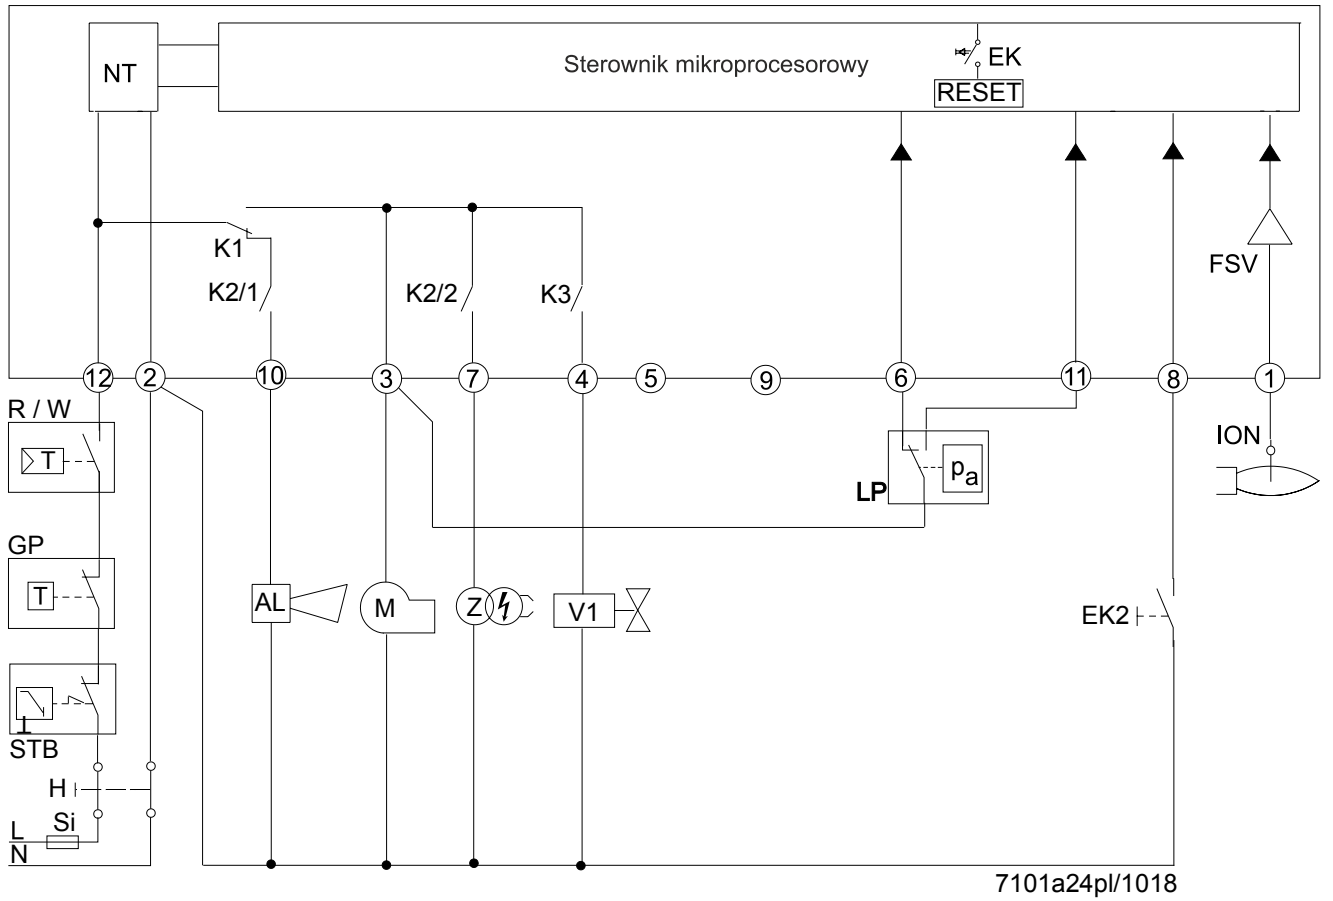 NT
Sterownik mikroprocesorowy
EK
RESET
K1
FSV
K2/1
K2/2
K3
12
2
10
3
7
4
5
9
6
11
8
1
R / W
T
ION
pa
LP
GP
T
AL
M
Z
V1
EK2
STB
H
Si
L
N
7101a24pl/1018